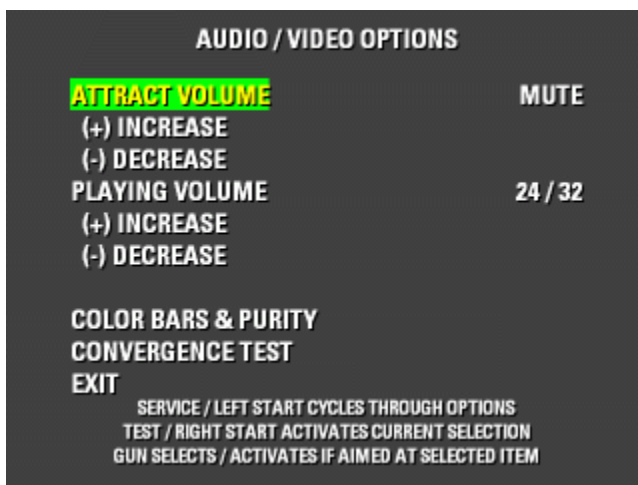 AUDIO / VIDEO OPTIONS
ATTRACT VOLUME MUTE
(+) INCREASE
(-) DECREASE
PLAYING VOLUME 24 / 32
(+) INCREASE
(-) DECREASE
COLOR BARS & PURITY
CONVERGENCE TEST
EXIT
SERVICE / LEFT START CYCLES THROUGH OPTIONS
TEST / RIGHT START ACTIVATES CURRENT SELECTION
GUN SELECTS / ACTIVATES IF AIMED AT SELECTED ITEM